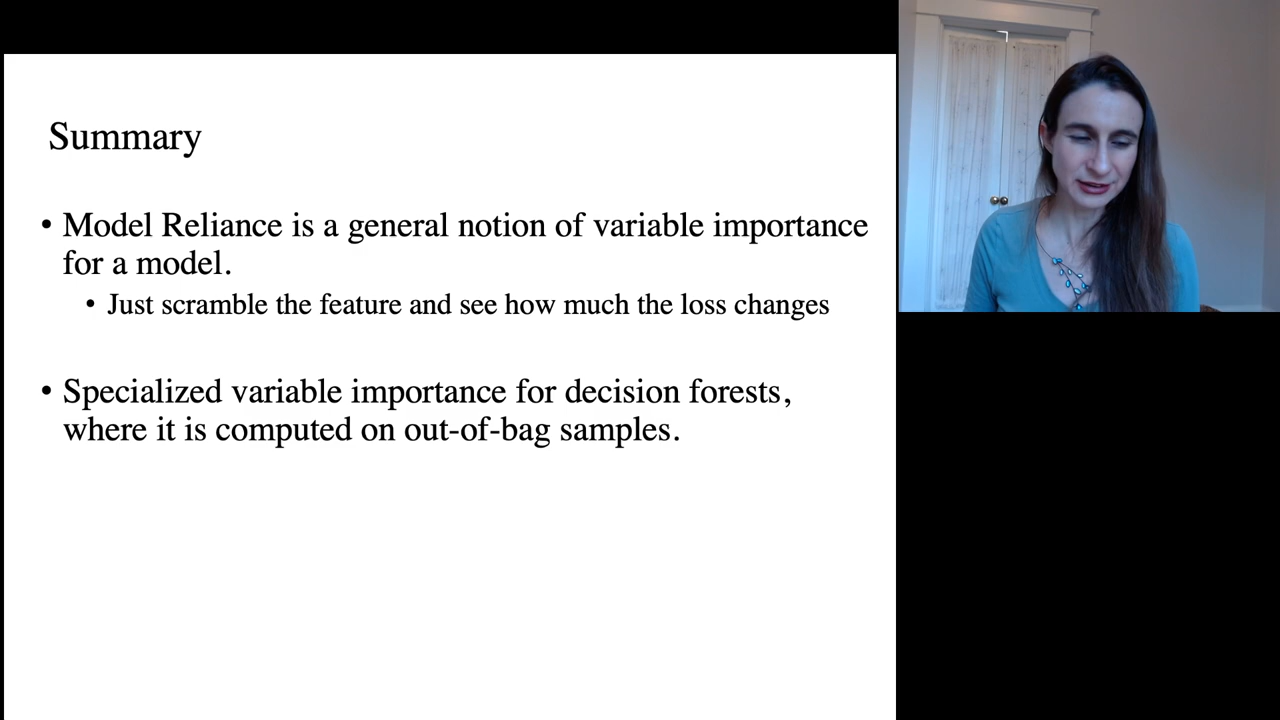 Summary
• Model Reliance is a general notion of variable importance
for a model.
• Just scramble the feature and see how much the loss changes
• Specialized variable importance for decision forests,
where it is computed on out-of-bag samples.